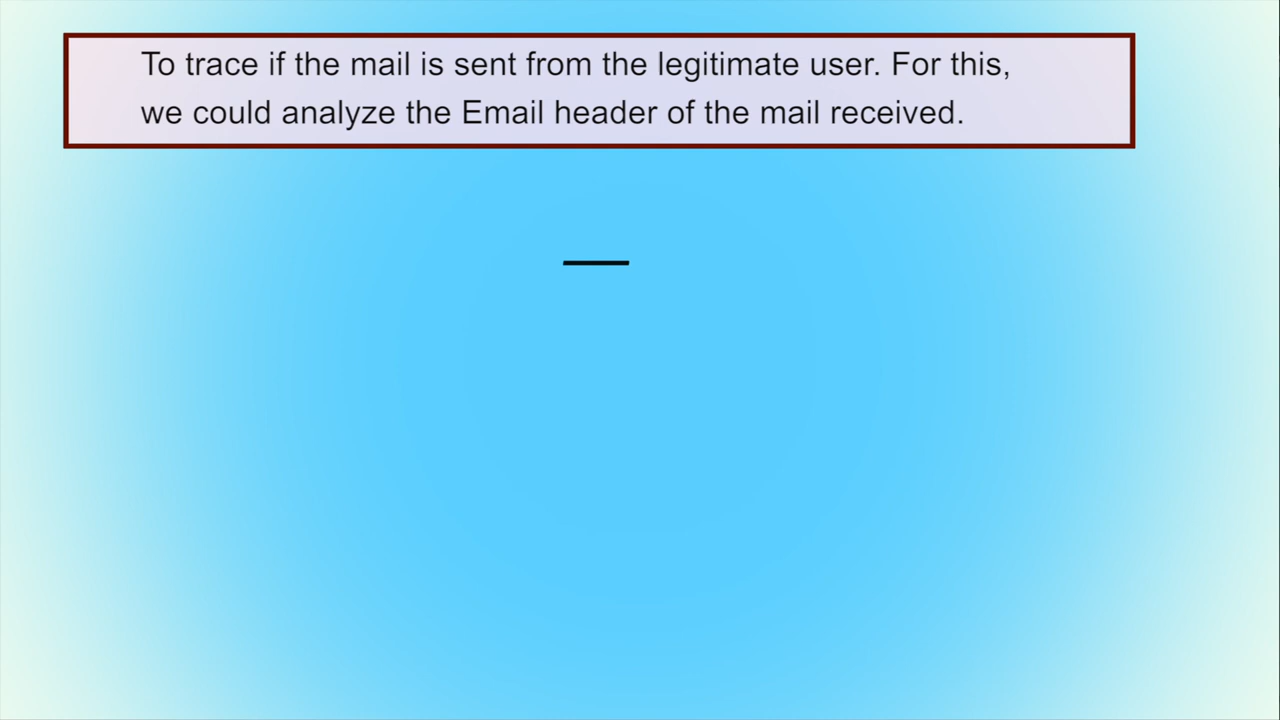 To trace if the mail is sent from the legitimate user. For this,
we could analyze the Email header of the mail received.